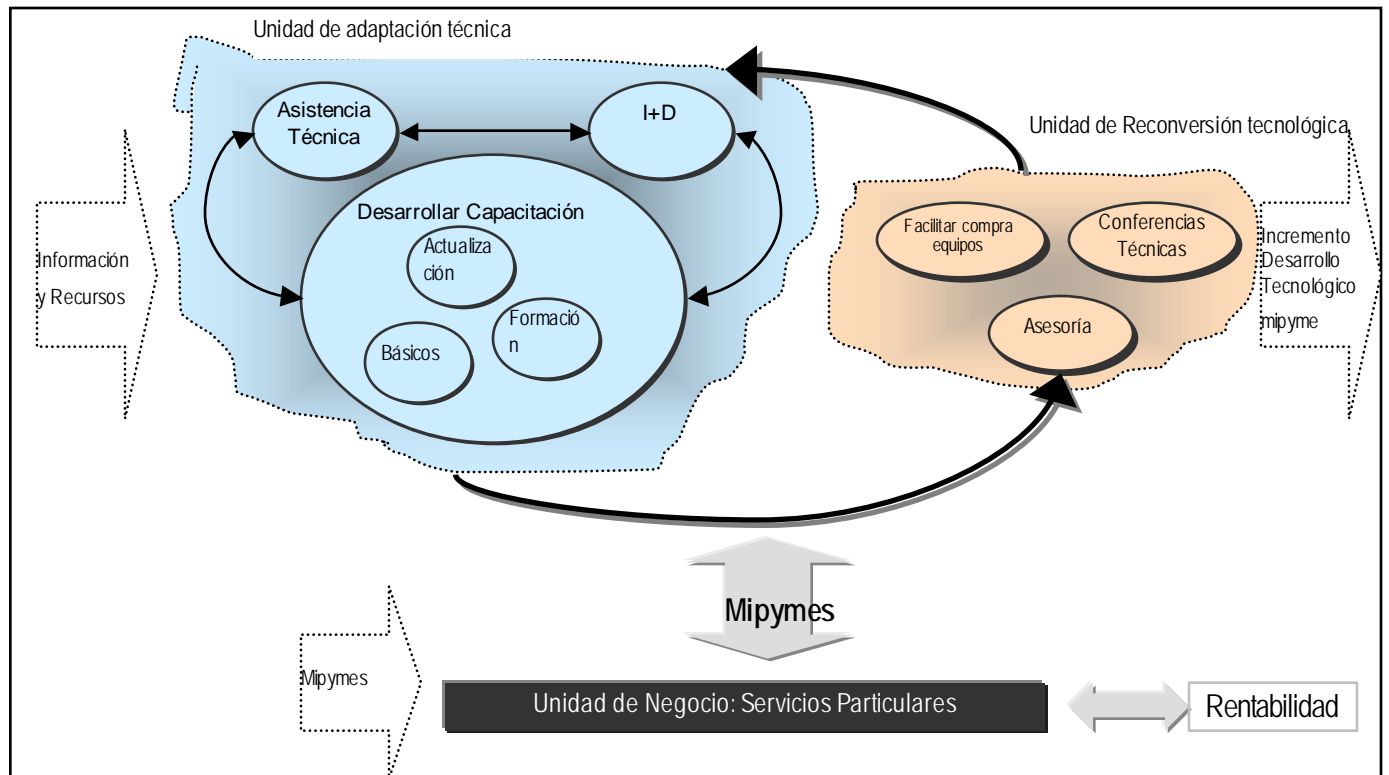 Unidad de adaptación técnica
Asistencia
Técnica
I+D
Unidad de Reconversión tecnológica
Desarrollar Capacitación
Actualiza
ción
Formació
n
Básicos
Información
y Recursos
Facilitar compra
equipos
Conferencias
Técnicas
Asesoría
Incremento
Desarrollo
Tecnológico
mipyme
Mipymes
Mipymes
Unidad de Negocio: Servicios Particulares
Rentabilidad